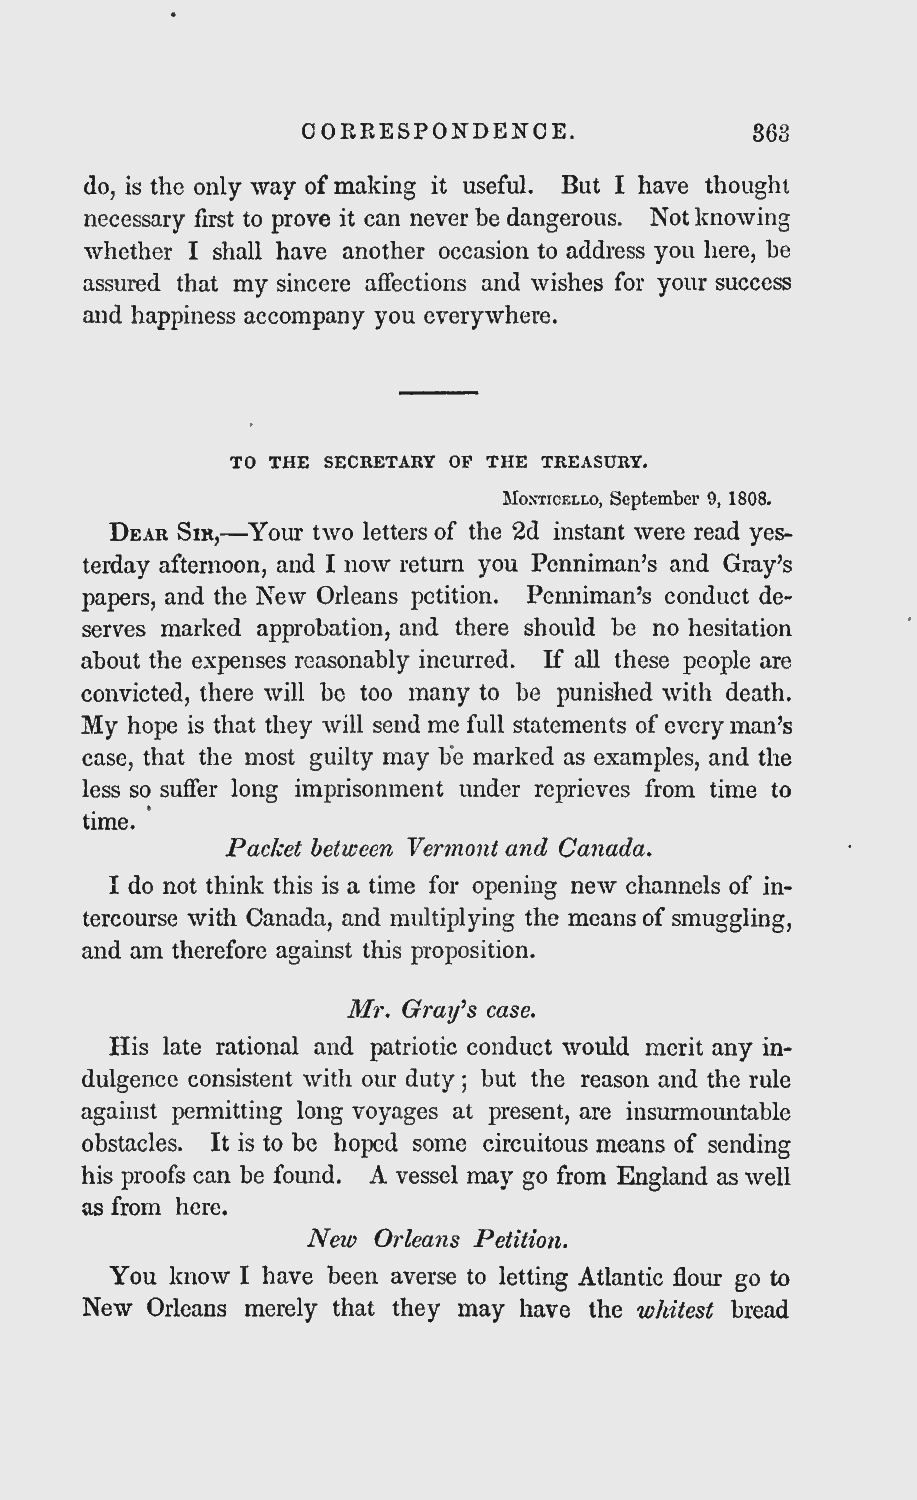 CORRESPONDENCE. 363
do, is the only way of making it useful. But I have thought
necessary first to prove it can never be dangerous. Not knowing
whether I shall have another occasion to address you here, be
assured that my sincere affections and wishes for your success
and happiness accompany you everywhere.
TO THE SECRETARY OF THE TREASURY.
Monticello, September 9, 1808.
Dear Sir,—Your two letters of the 2d instant were read yes-
terday afternoon, and I now return you Penniman's and Gray's
papers, and the New Orleans petition. Penniman's conduct de-
serves marked approbation, and there should be no hesitation
about the expenses reasonably incurred. If all these people are
convicted, there will be too many to be punished with death.
My hope is that they will send me full statements of every man's
case, that the most guilty may be marked as examples, and the
less so suffer long imprisonment under reprieves from time to
time.
Packet between Vermont and Canada.
I do not think this is a time for opening new channels of in-
tercourse with Canada, and multiplying the means of smuggling,
and am therefore against this proposition.
Mr. Gray's case.
His late rational and patriotic conduct would merit any in-
dulgence consistent with our duty; but the reason and the rule
against permitting long voyages at present, are insurmountable
obstacles. It is to be hoped some circuitous means of sending
his proofs can be found. A vessel may go from England as well
as from here.
New Orleans Petition.
You know I have been averse to letting Atlantic flour go to
New Orleans merely that they may have the whitest bread